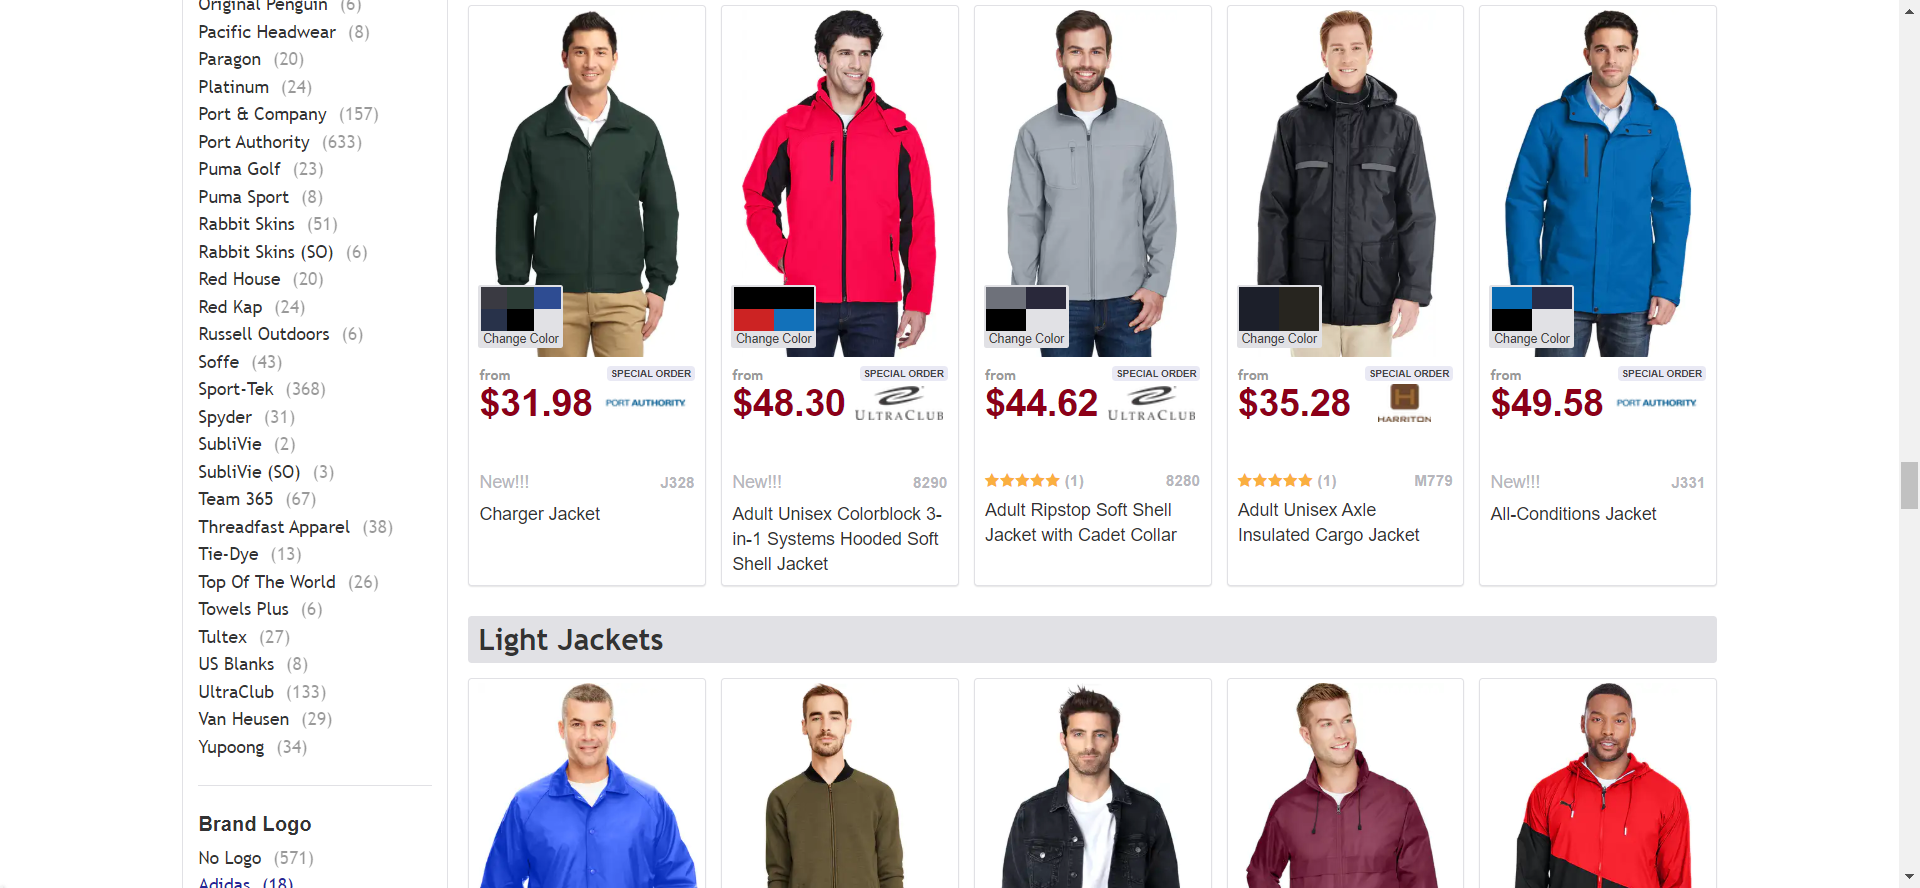 Original Penguin (6)
Pacific Headwear (8)
Paragon (20)
Platinum (24)
Port & Company (157)
Port Authority (633)
Puma Golf (23)
Puma Sport (8)
Rabbit Skins (51)
Rabbit Skins (SO) (6)
Red House (20)
Red Kap (24)
Russell Outdoors (6)
Soffe (43)
Sport-Tek (368)
Spyder (31)
SubliVie (2)
SubliVie (SO) (3)
Team 365 (67)
Threadfast Apparel (38)
Tie-Dye (13)
Top Of The World (26)
Towels Plus (6)
Tultex (27)
US Blanks (8)
UltraClub (133)
Van Heusen (29)
Yupoong (34)
Brand Logo
No Logo (571)
Adidas (18)
Change Color
from
SPECIAL ORDER
$31.98
PORT AUTHORITY
New!!! J328
Charger Jacket
Change Color
from
SPECIAL ORDER
$48.30
ULTRACLUB
New!!! 8290
Adult Unisex Colorblock 3-
in-1 Systems Hooded Soft
Shell Jacket
Change Color
from
SPECIAL ORDER
$44.62
ULTRACLUB
(1) 8280
Adult Ripstop Soft Shell
Jacket with Cadet Collar
Change Color
from
SPECIAL ORDER
$35.28
H
HARRITON
(1) M779
Adult Unisex Axle
Insulated Cargo Jacket
Change Color
from
SPECIAL ORDER
$49.58
PORT AUTHORITY
New!!! J331
All-Conditions Jacket
Light Jackets